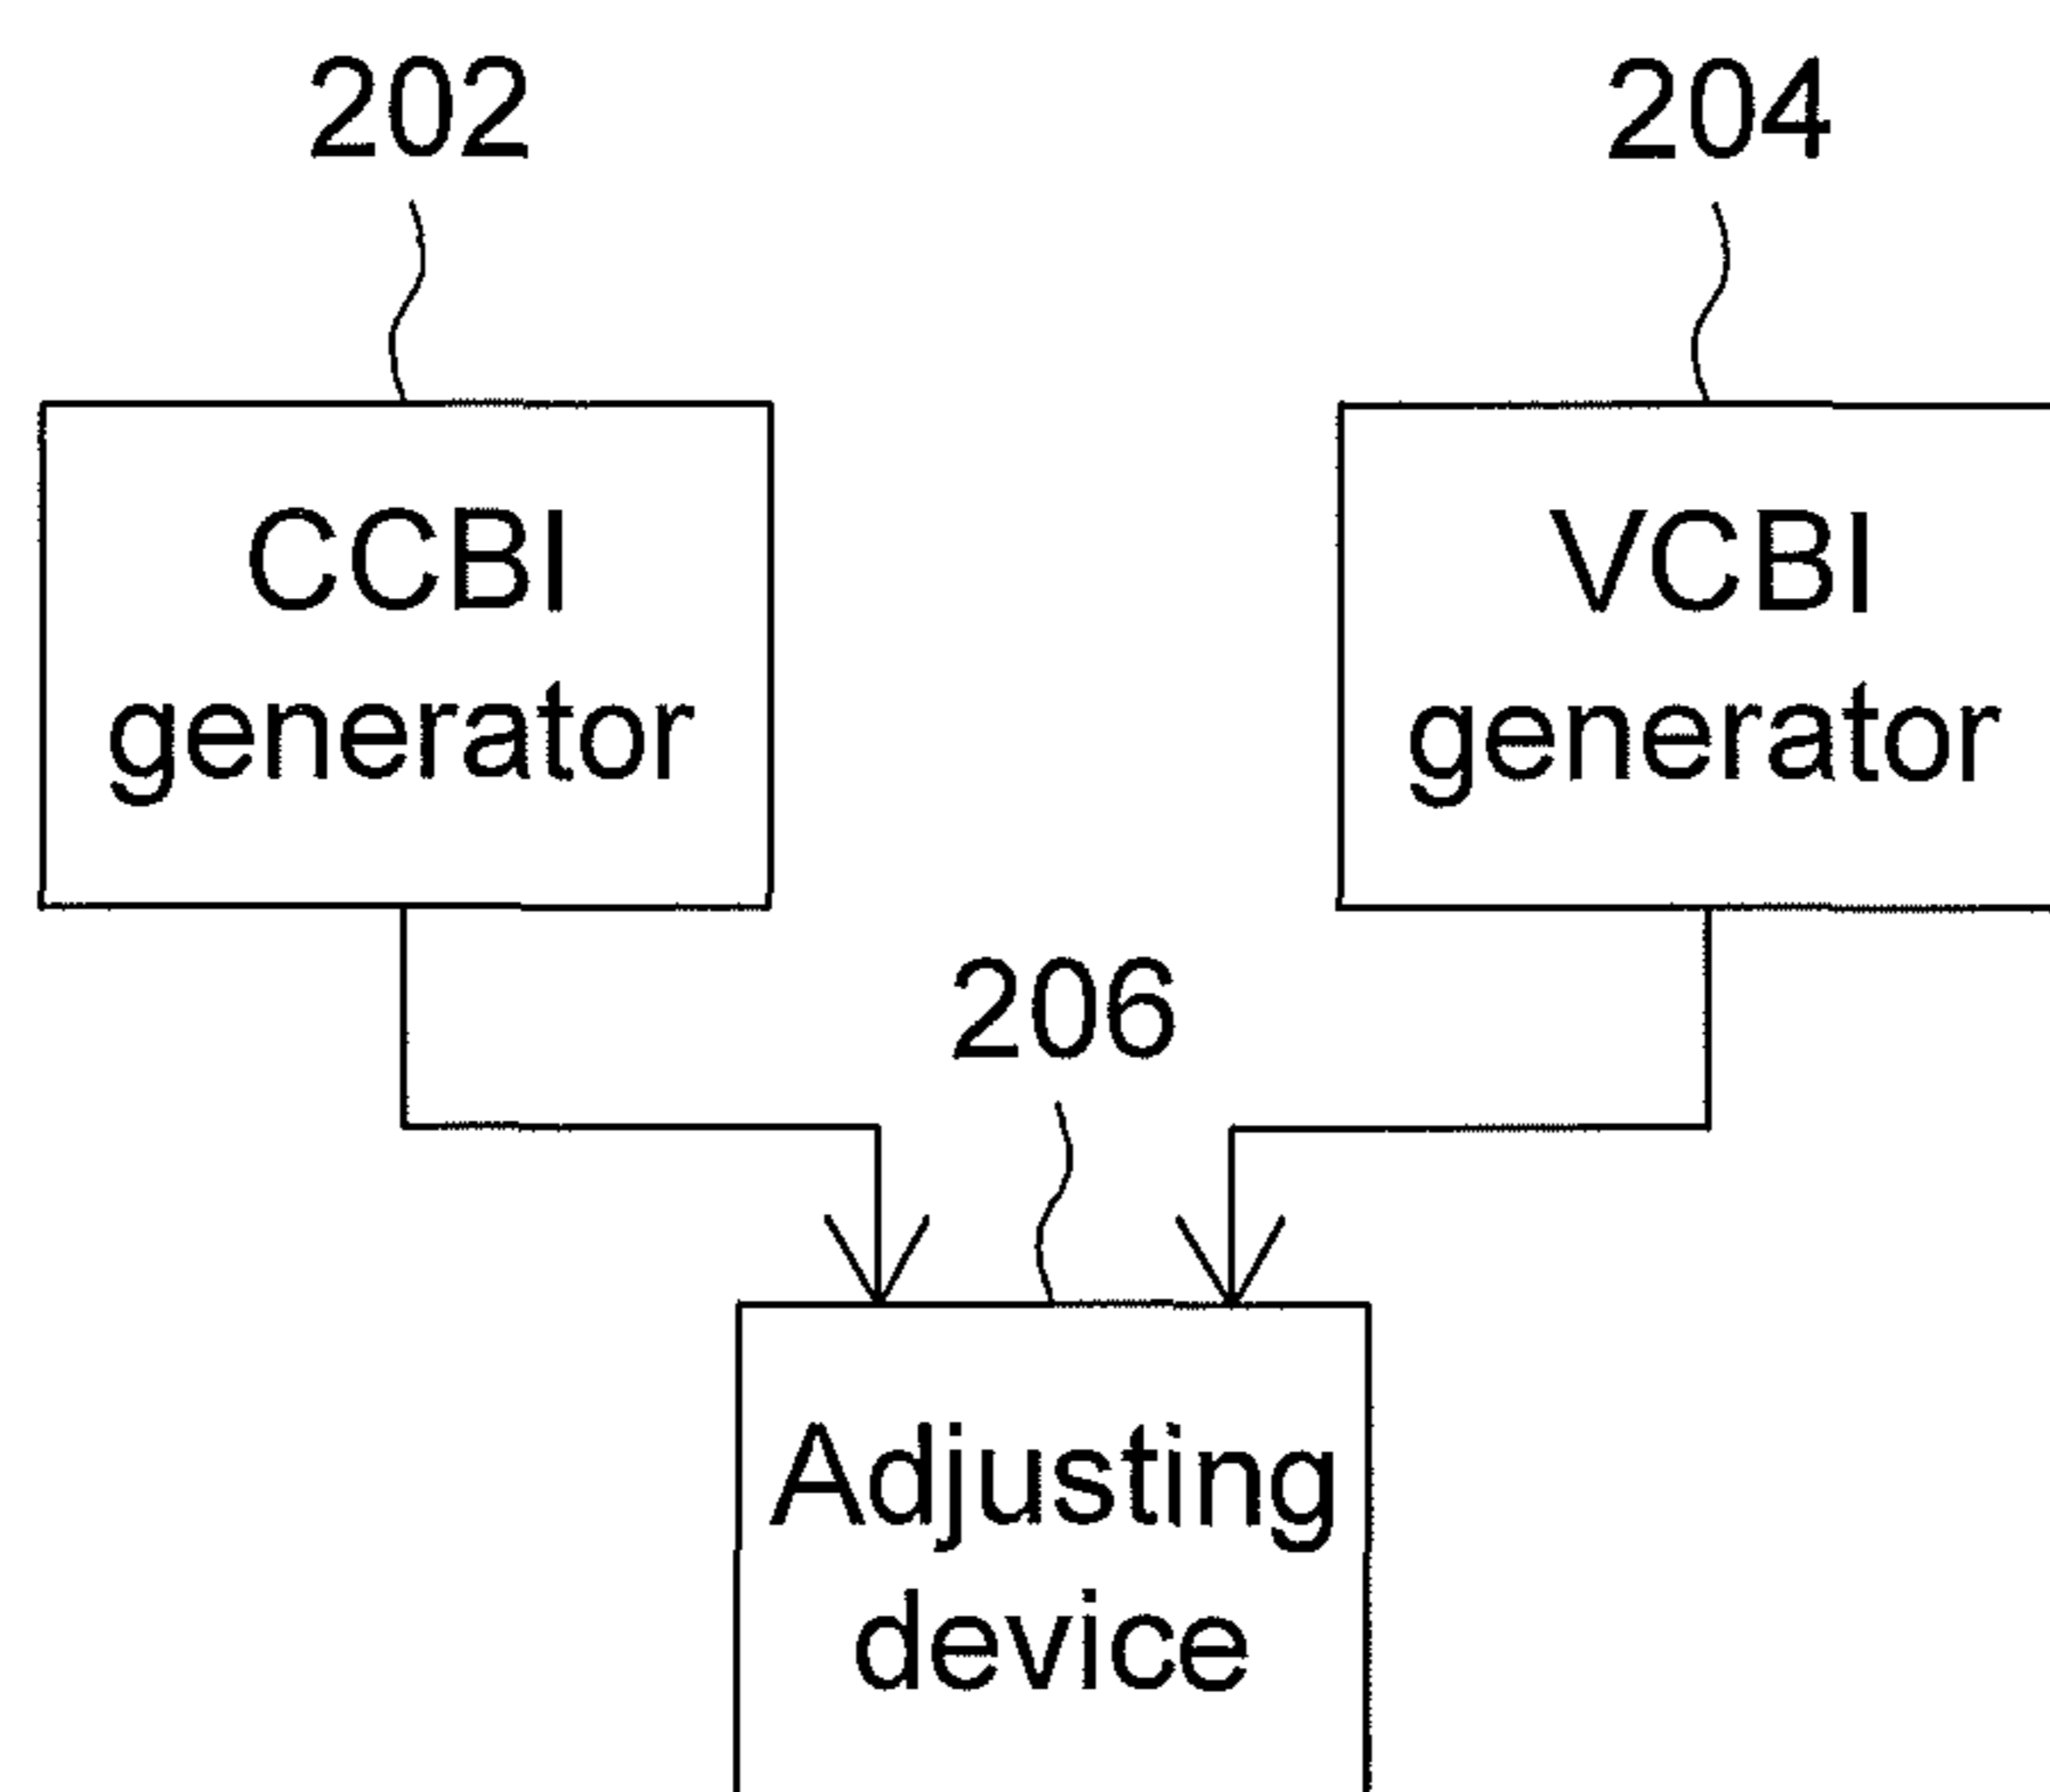 202
204
CCBI
generator
VCBI
generator
206
Adjusting
device